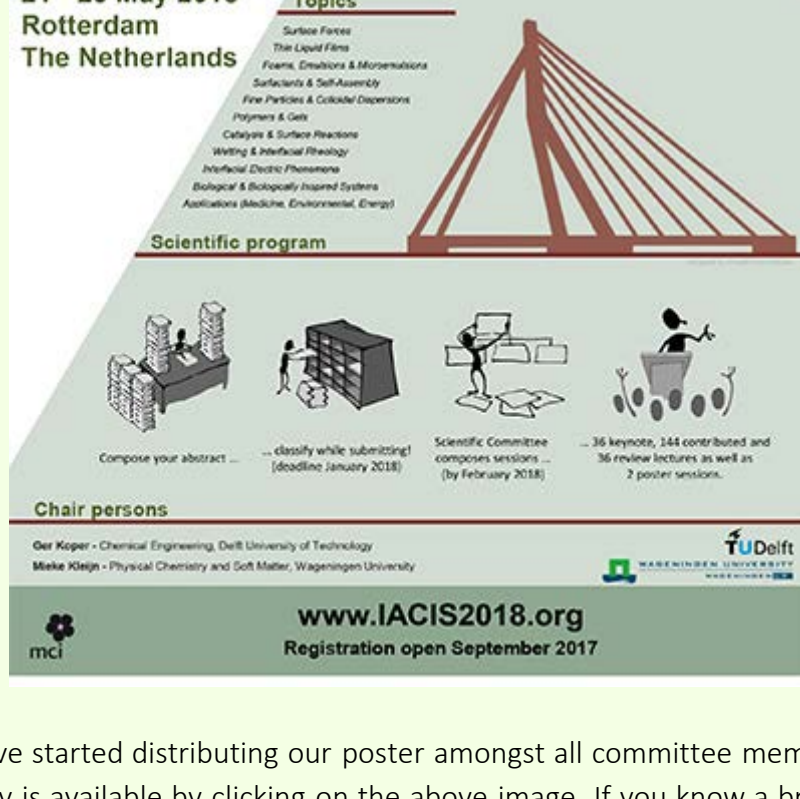 Rotterdam
The Netherlands
Topics
Surface Forces
Thin Liquid Films
Foams, Emulsions & Microemulsions
Surfactants & Self-Assembly
Fine Particles & Colloidal Dispersions
Polymers & Gels
Catalysis & Surface Reactions
Wetting & Interfacial Rheology
Interfacial Electric Phenomena
Biological & Biologically Inspired Systems
Applications (Medicine, Environmental, Energy)
Scientific program
Compose your abstract ...
... classify while submitting!
(deadline January 2018)
Scientific Committee
composes sessions ...
(by February 2018)
... 36 keynote, 144 contributed and
36 review lectures as well as
2 poster sessions.
Chair persons
Ger Koper - Chemical Engineering, Delft University of Technology
Mieke Kleijn - Physical Chemistry and Soft Matter, Wageningen University
TUDelft
WAGENINGEN UNIVERSITY
WAGENINGEN UR
mci
www.IACIS2018.org
Registration open September 2017
ve started distributing our poster amongst all committee mem
y is available by clicking on the above image. If you know a br